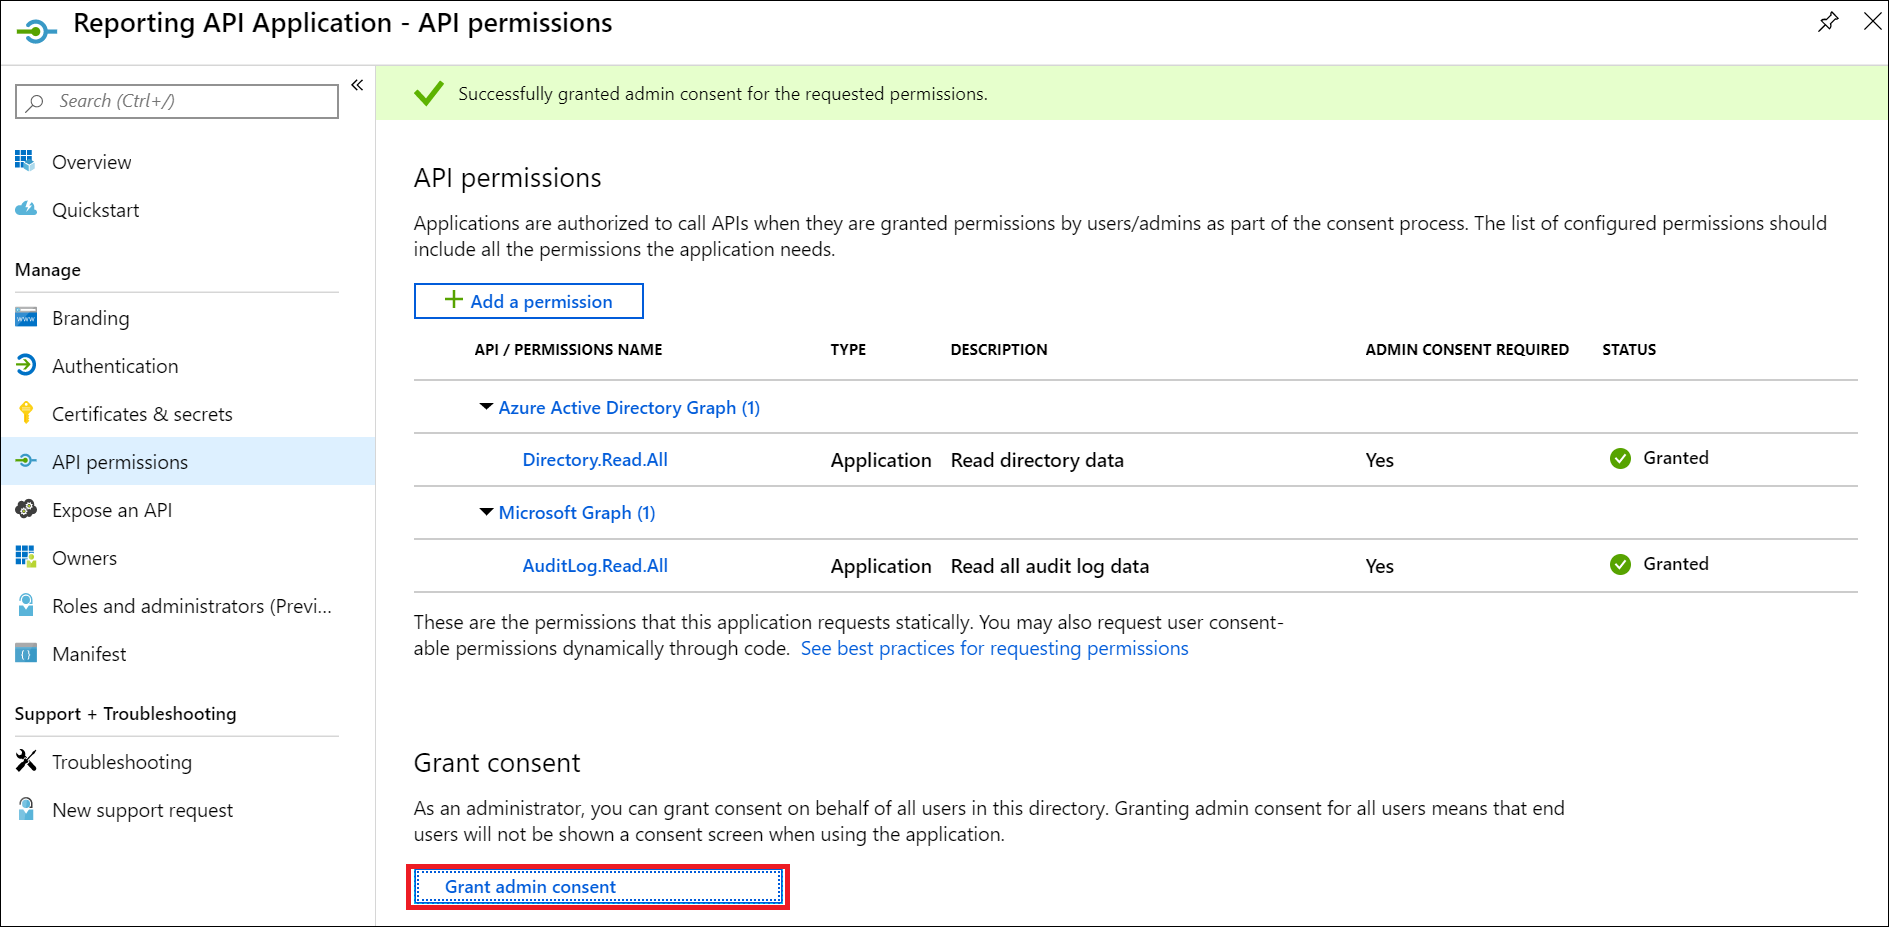 Reporting API Application - API permissions
Search (Ctrl+/)
Overview
Quickstart
Manage
Branding
Authentication
Certificates & secrets
API permissions
Expose an API
Owners
Roles and administrators (Previ...
Manifest
Support + Troubleshooting
Troubleshooting
New support request
Successfully granted admin consent for the requested permissions.
API permissions
Applications are authorized to call APIs when they are granted permissions by users/admins as part of the consent process. The list of configured permissions should
include all the permissions the application needs.
Add a permission
API / PERMISSIONS NAME TYPE DESCRIPTION ADMIN CONSENT REQUIRED STATUS
Azure Active Directory Graph (1)
Directory.Read.All Application Read directory data Yes Granted
Microsoft Graph (1)
AuditLog.Read.All Application Read all audit log data Yes Granted
These are the permissions that this application requests statically. You may also request user consent-
able permissions dynamically through code. See best practices for requesting permissions
Grant consent
As an administrator, you can grant consent on behalf of all users in this directory. Granting admin consent for all users means that end
users will not be shown a consent screen when using the application.
Grant admin consent